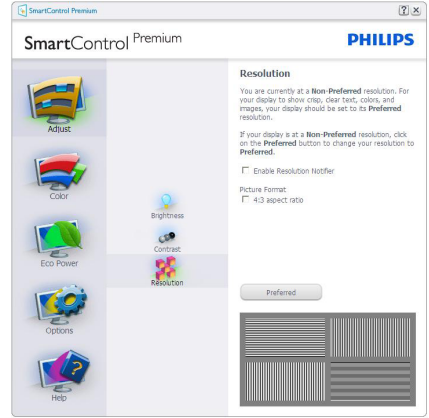 SmartControl Premium
SmartControl Premium
PHILIPS
Adjust
Color
Eco Power
Options
Help
Brightness
Contrast
Resolution
Resolution
You are currently at a Non-Preferred resolution. For
your display to show crisp, clear text, colors, and
images, your display should be set to its Preferred
resolution.
If your display is at a Non-Preferred resolution, click
on the Preferred button to change your resolution to
Preferred.
Enable Resolution Notifier
Picture Format
4:3 aspect ratio
Preferred